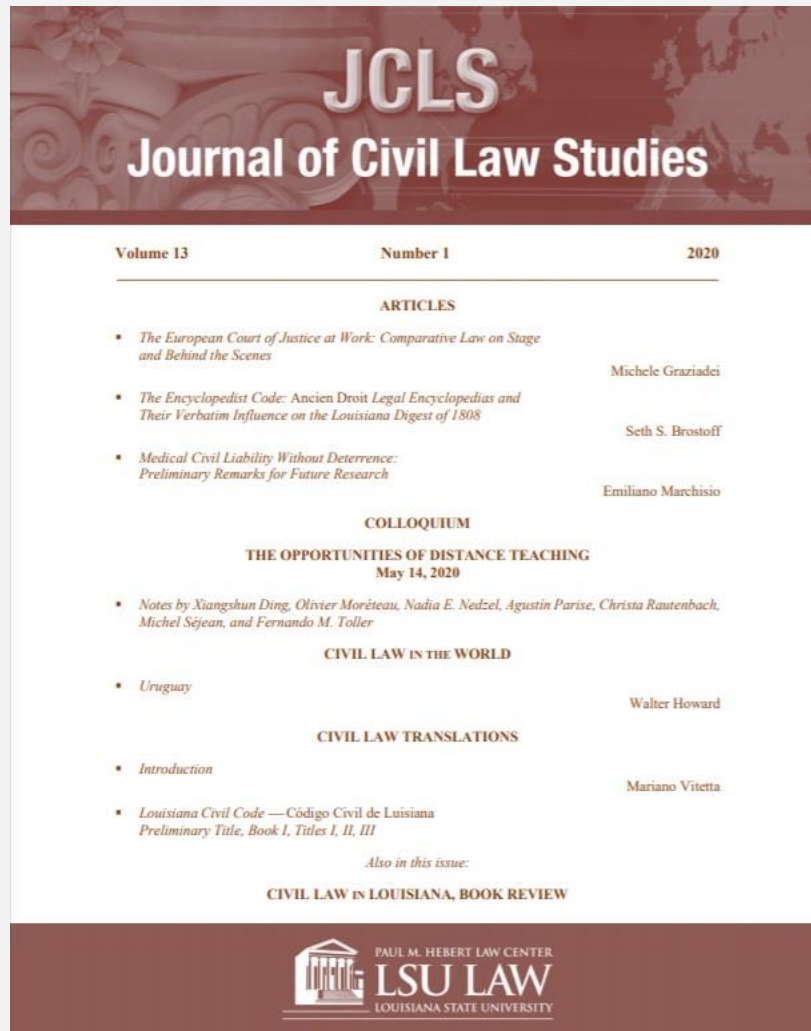 JCLS
Journal of Civil Law Studies
Volume 13 Number 1 2020
ARTICLES
▪ The European Court of Justice at Work: Comparative Law on Stage
and Behind the Scenes
Michele Graziadei
▪ The Encyclopedist Code: Ancien Droit Legal Encyclopedias and
Their Verbatim Influence on the Louisiana Digest of 1808
Seth S. Brostoff
▪ Medical Civil Liability Without Deterrence:
Preliminary Remarks for Future Research
Emiliano Marchisio
COLLOQUIUM
THE OPPORTUNITIES OF DISTANCE TEACHING
May 14, 2020
▪ Notes by Xiangshun Ding, Olivier Moréteau, Nadia E. Nedzel, Agustín Parise, Christa Rautenbach,
Michel Séjean, and Fernando M. Toller
CIVIL LAW IN THE WORLD
▪ Uruguay
Walter Howard
CIVIL LAW TRANSLATIONS
▪ Introduction
Mariano Vitetta
▪ Louisiana Civil Code — Código Civil de Luisiana
Preliminary Title, Book I, Titles I, II, III
Also in this issue:
CIVIL LAW IN LOUISIANA, BOOK REVIEW
PAUL M. HEBERT LAW CENTER
LSU LAW
LOUISIANA STATE UNIVERSITY